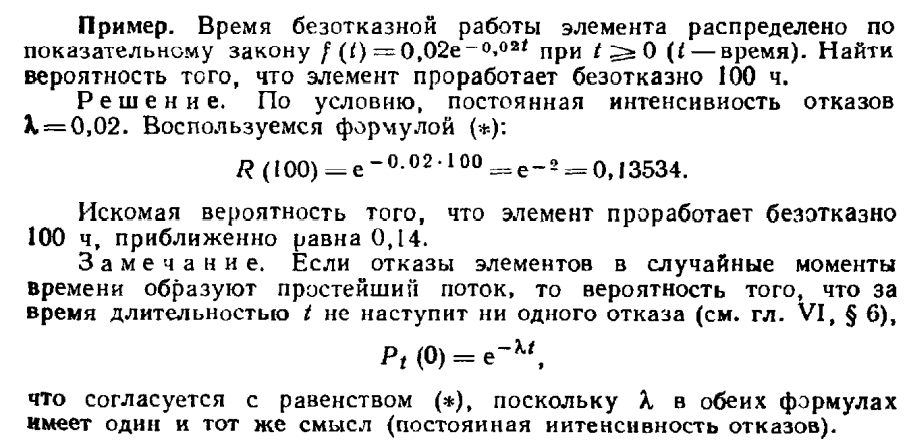 Пример. Время безотказной работы элемента распределено по
показательному закону f (t) = 0,02e^{−0,02t} при t ⩾ 0 (t — время). Найти
вероятность того, что элемент проработает безотказно 100 ч.
Решение. По условию, постоянная интенсивность отказов
λ = 0,02. Воспользуемся формулой (*):
R (100) = e^{−0.02·100} = e^{−2} = 0,13534.
Искомая вероятность того, что элемент проработает безотказно
100 ч, приближенно равна 0,14.
Замечание. Если отказы элементов в случайные моменты
времени образуют простейший поток, то вероятность того, что за
время длительностью t не наступит ни одного отказа (см. гл. VI, § 6),
P_t (0) = e^{−λt},
что согласуется с равенством (*), поскольку λ в обеих формулах
имеет один и тот же смысл (постоянная интенсивность отказов).